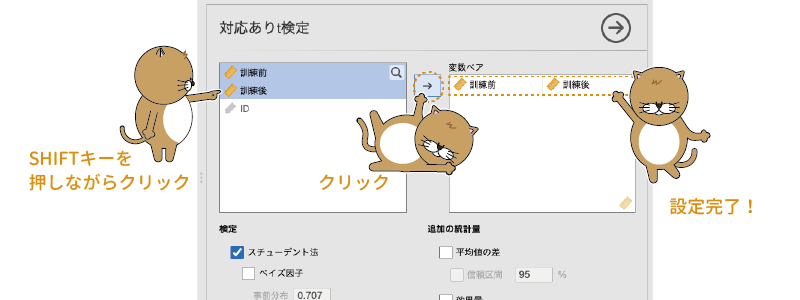 対応ありt検定
変数ペア
訓練前
訓練後
ID
訓練前 訓練後
SHIFTキーを
押しながらクリック
クリック
設定完了！
検定
スチューデント法
ベイズ因子
事前分布 0.707
追加の統計量
平均値の差
信頼区間 95 %
効果量